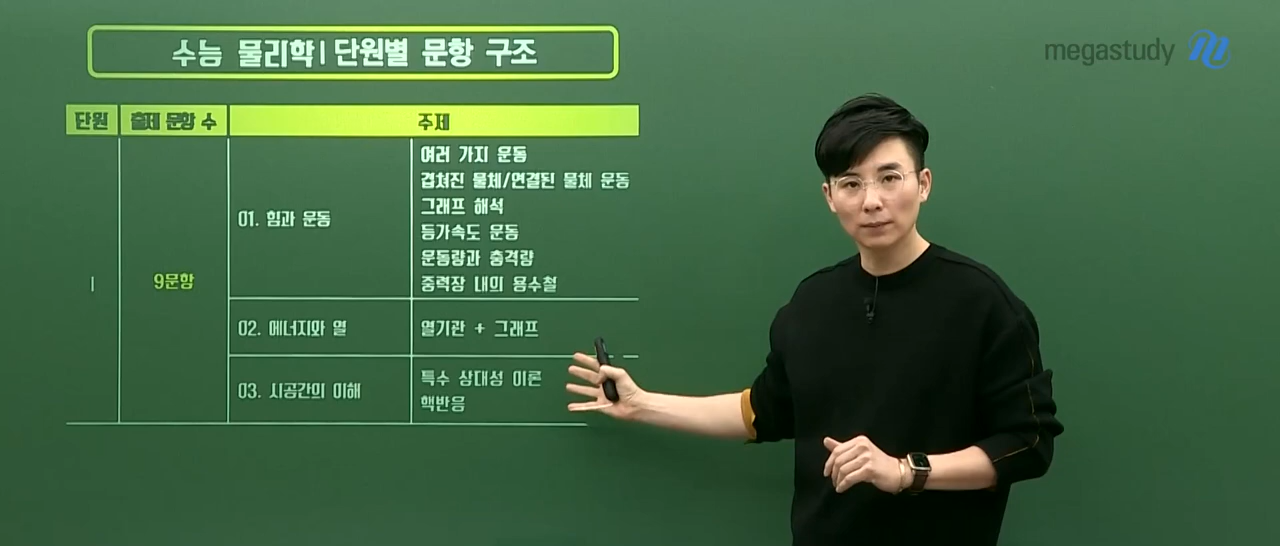 수능 물리학Ⅰ 단원별 문항 구조
megastudy
단원 출제 문항 수 주제
여러 가지 운동
겹쳐진 물체/연결된 물체 운동
01. 힘과 운동
그래프 해석
등가속도 운동
운동량과 충격량
중력장 내의 용수철
Ⅰ 9문항
02. 에너지와 열 열기관 + 그래프
03. 시공간의 이해
특수 상대성 이론
핵반응